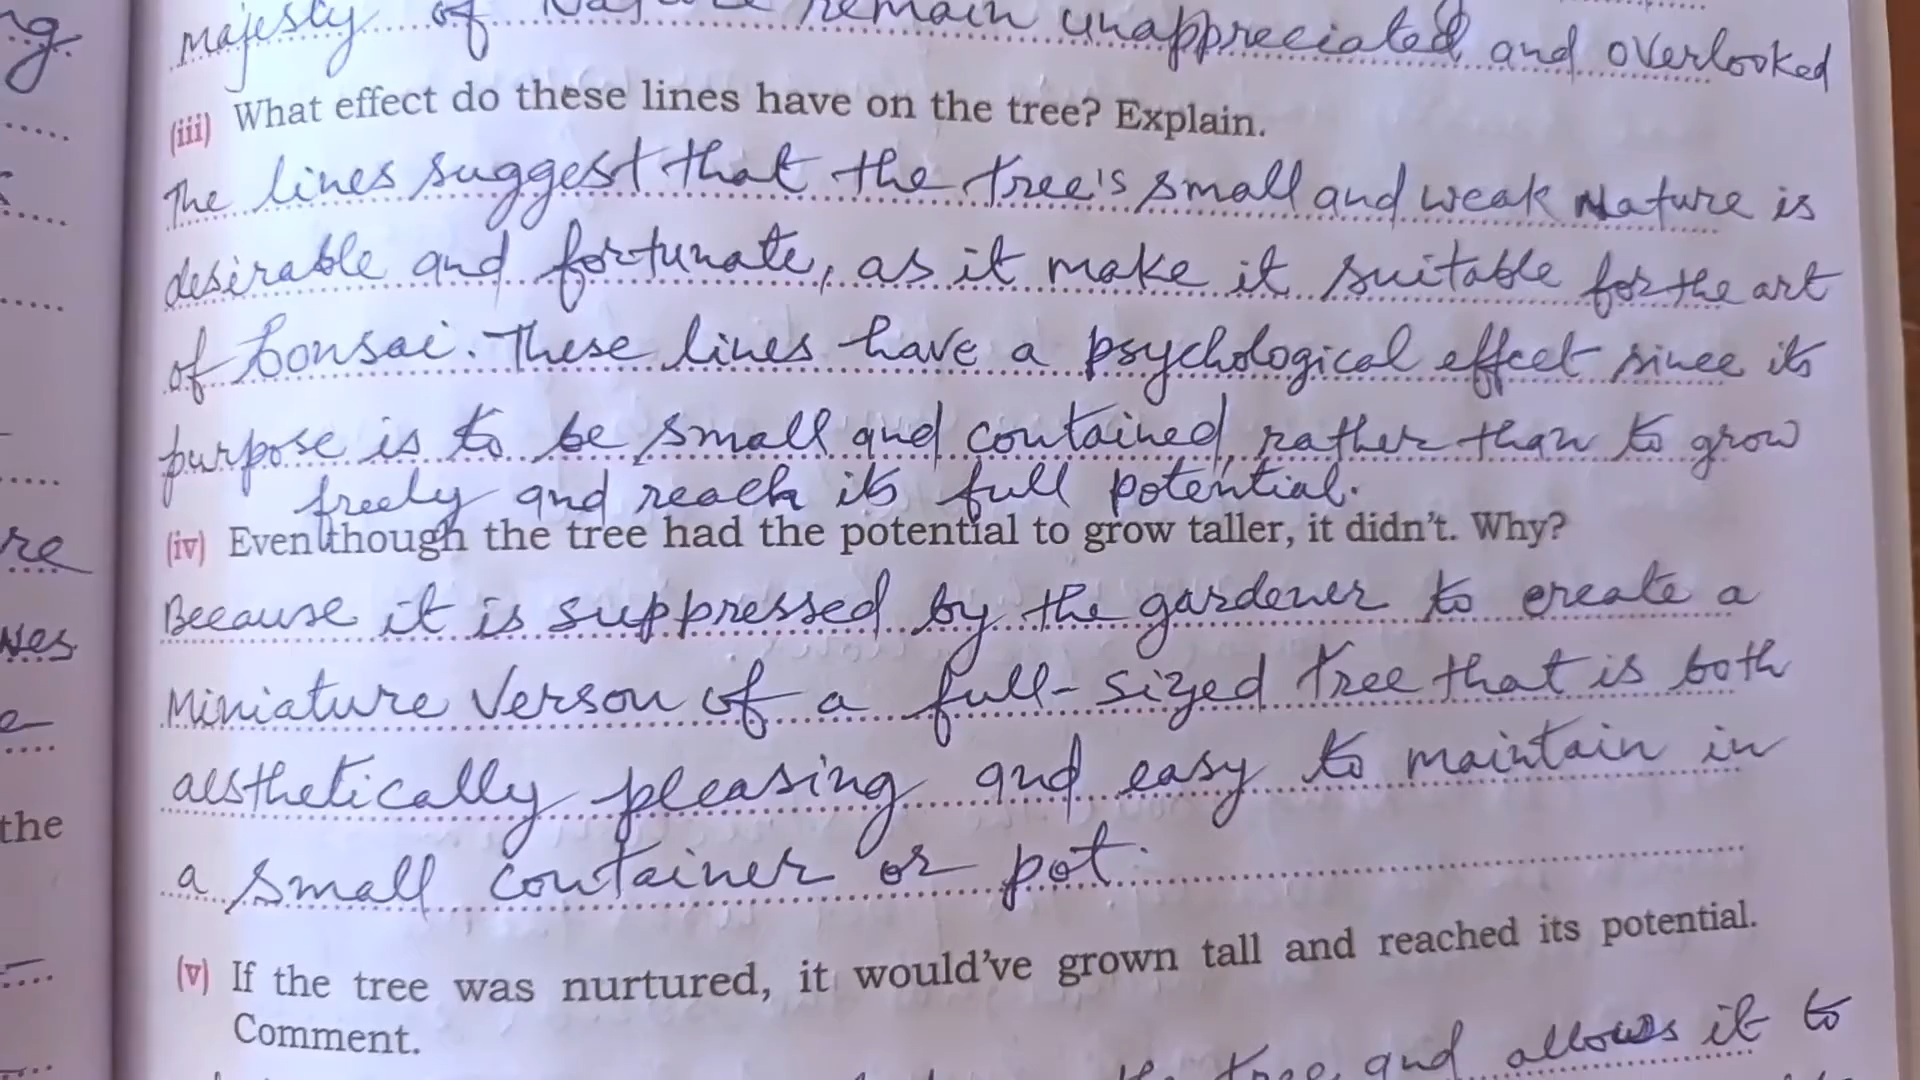 g
majesty of Nature remain unappreciated and overlooked
(iii) What effect do these lines have on the tree? Explain.
The lines suggest that the tree's small and weak Nature is
desirable and fortunate, as it make it suitable for the art
of bonsai. These lines have a psychological effect since its
purpose is to be small and contained, rather than to grow
freely and reach its full potential.
(iv) Even though the tree had the potential to grow taller, it didn't. Why?
re
Because it is suppressed by the gardener to create a
ves
Miniature Verson of a full-sized tree that is both
aesthetically pleasing and easy to maintain in
the
a small container or pot.
(v) If the tree was nurtured, it would've grown tall and reached its potential.
Comment.
tree and allows it to